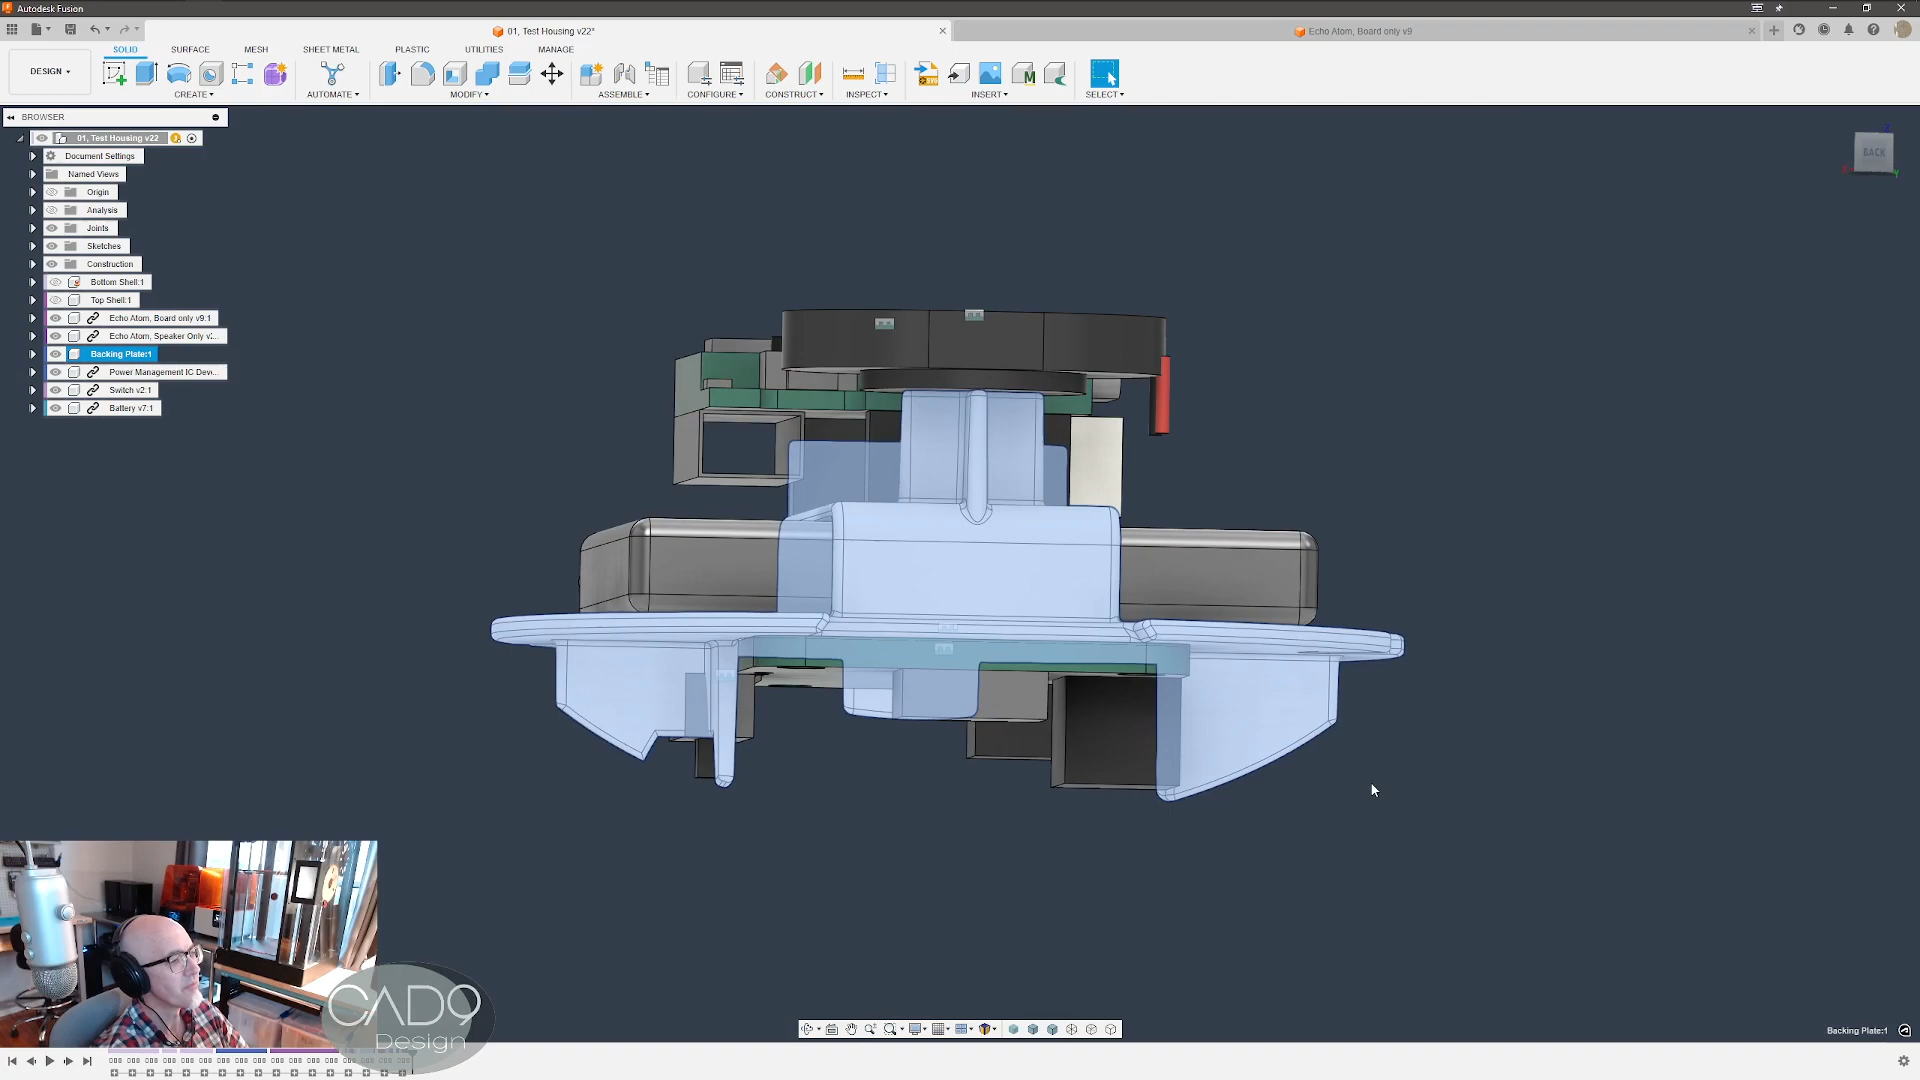 Autodesk Fusion
01, Test Housing v22*
Echo Atom, Board only v9
DESIGN
SOLID
SURFACE
MESH
SHEET METAL
PLASTIC
UTILITIES
MANAGE
CREATE
AUTOMATE
MODIFY
ASSEMBLE
CONFIGURE
CONSTRUCT
INSPECT
INSERT
SELECT
BROWSER
01, Test Housing v22
Document Settings
Named Views
Origin
Analysis
Joints
Sketches
Construction
Bottom Shell:1
Top Shell:1
Echo Atom, Board only v9:1
Echo Atom, Speaker Only v...
Backing Plate:1
Power Management IC Dev...
Switch v2:1
Battery v7:1
BACK
Z
Y
CAD9
Design
Backing Plate:1